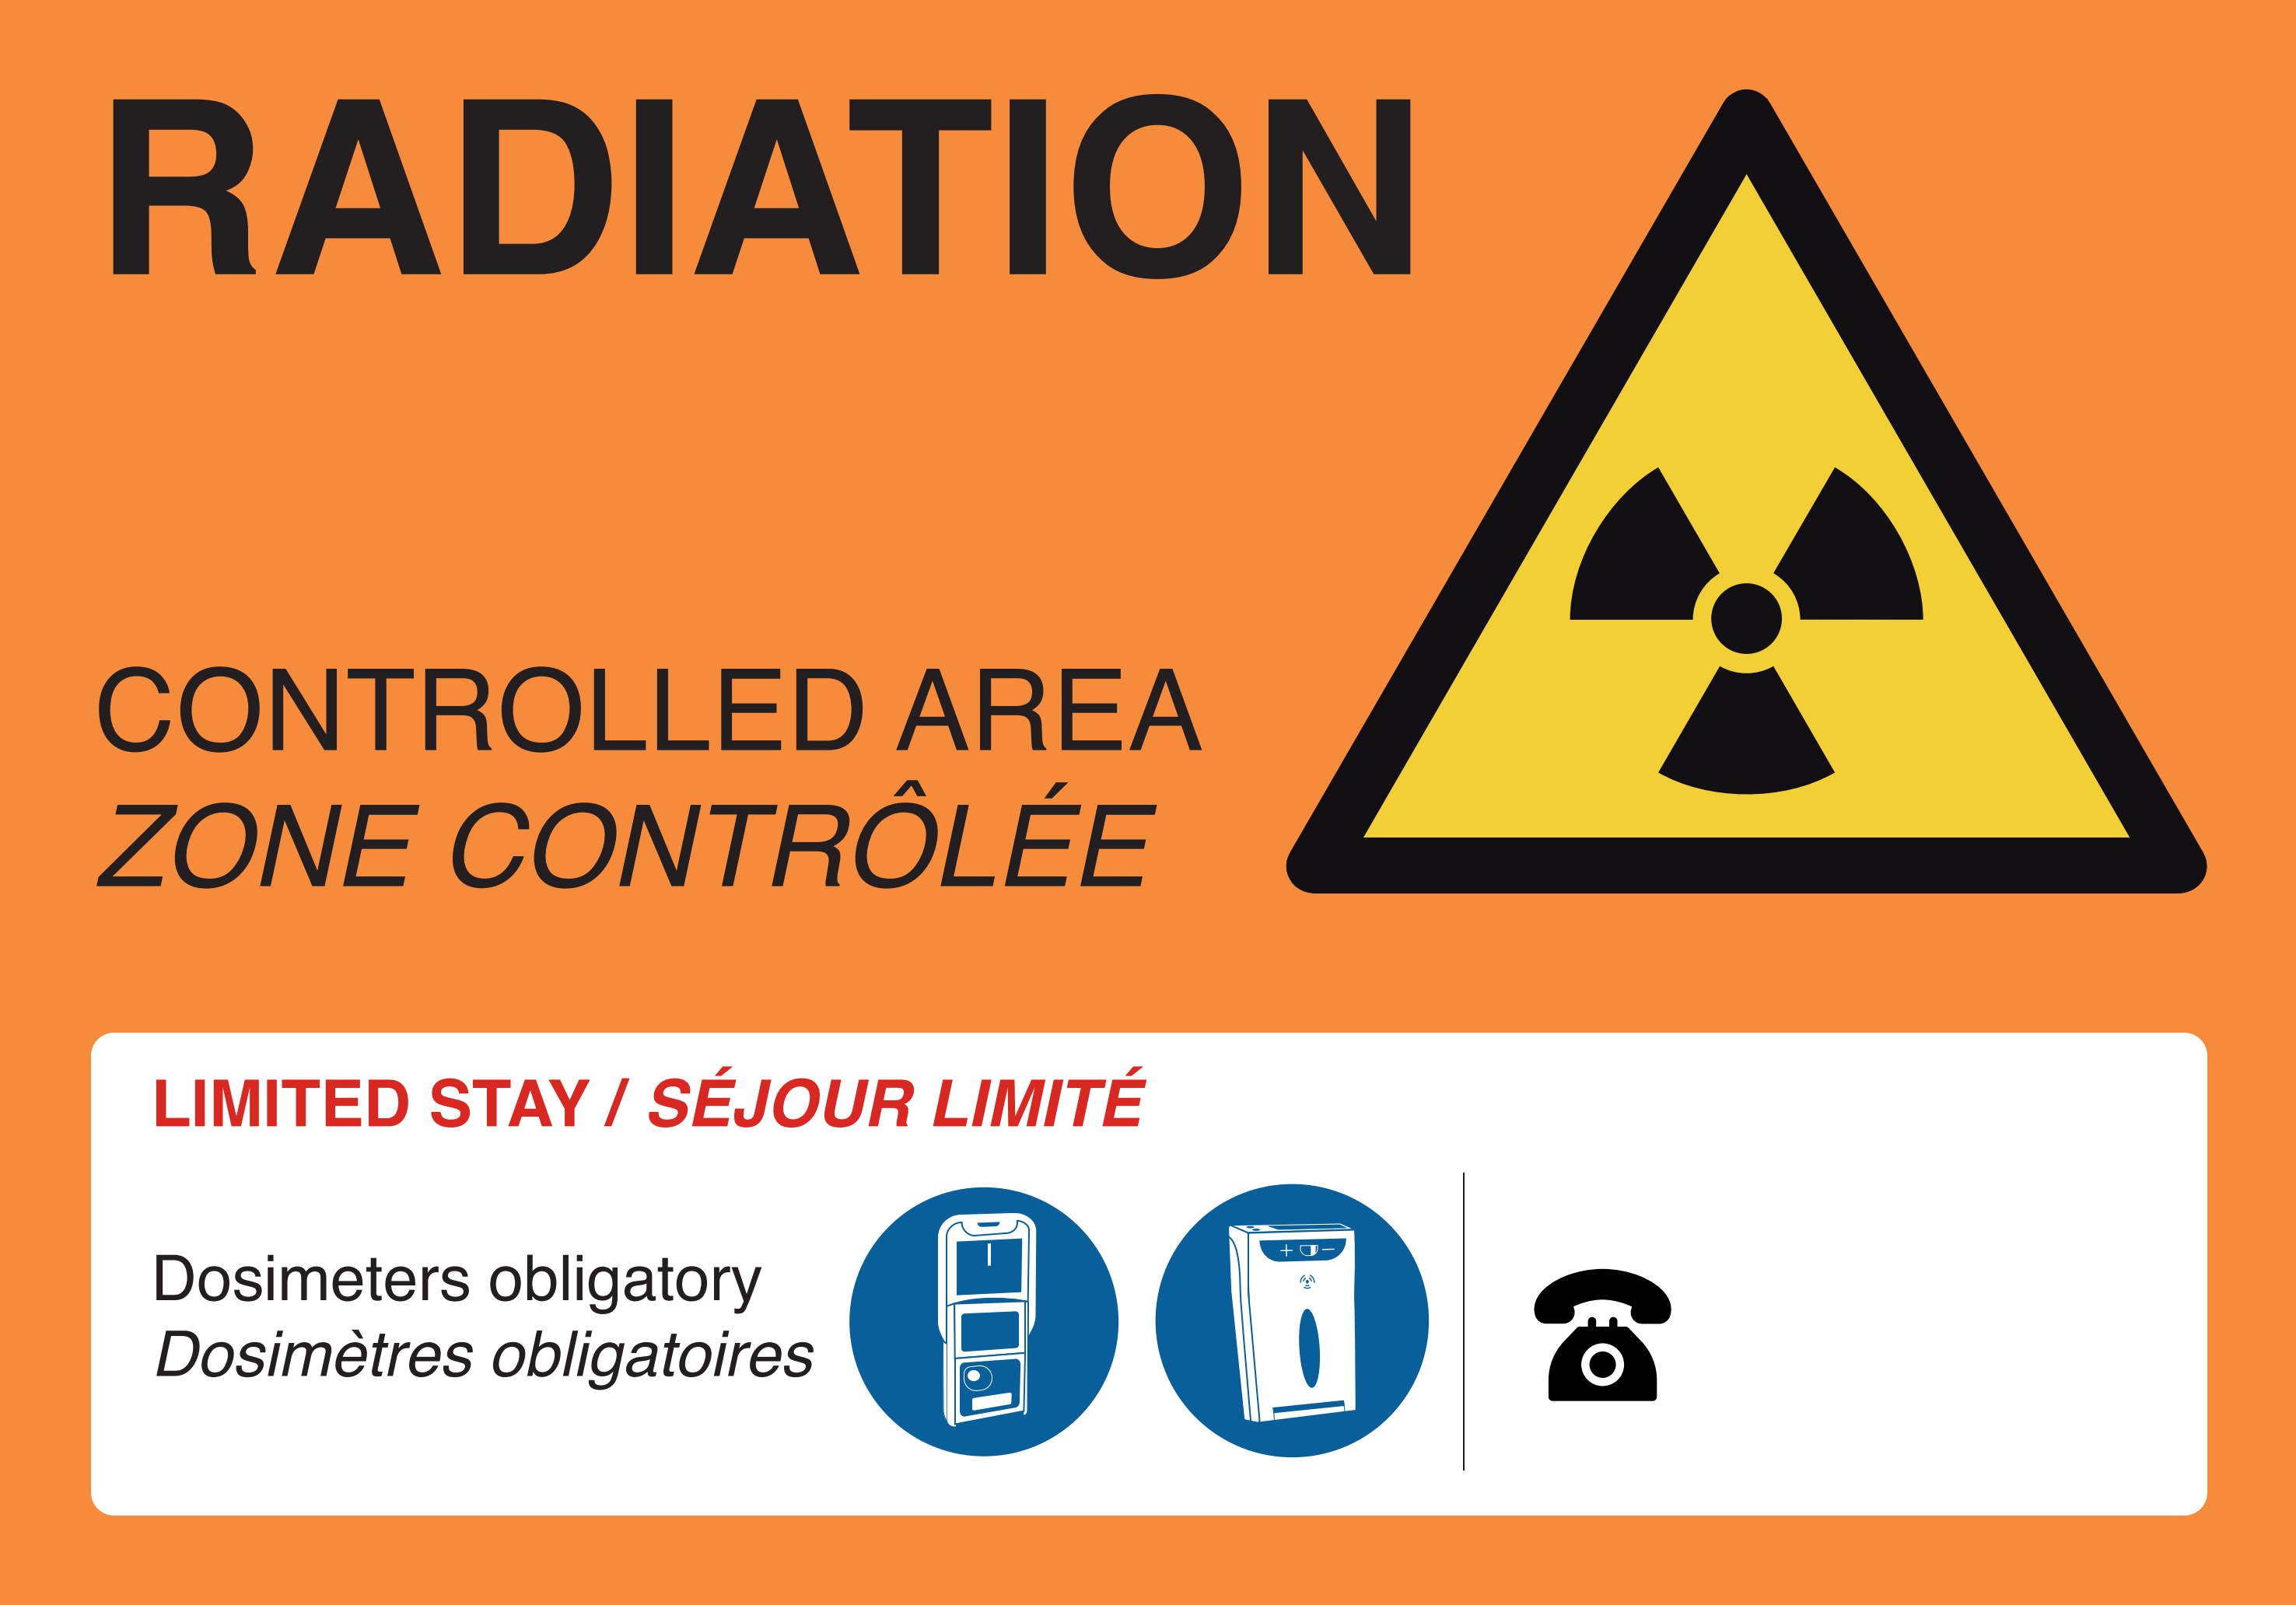 RADIATION
CONTROLLED AREA
ZONE CONTRÔLÉE
LIMITED STAY / SÉJOUR LIMITÉ
Dosimeters obligatory
Dosimètres obligatoires